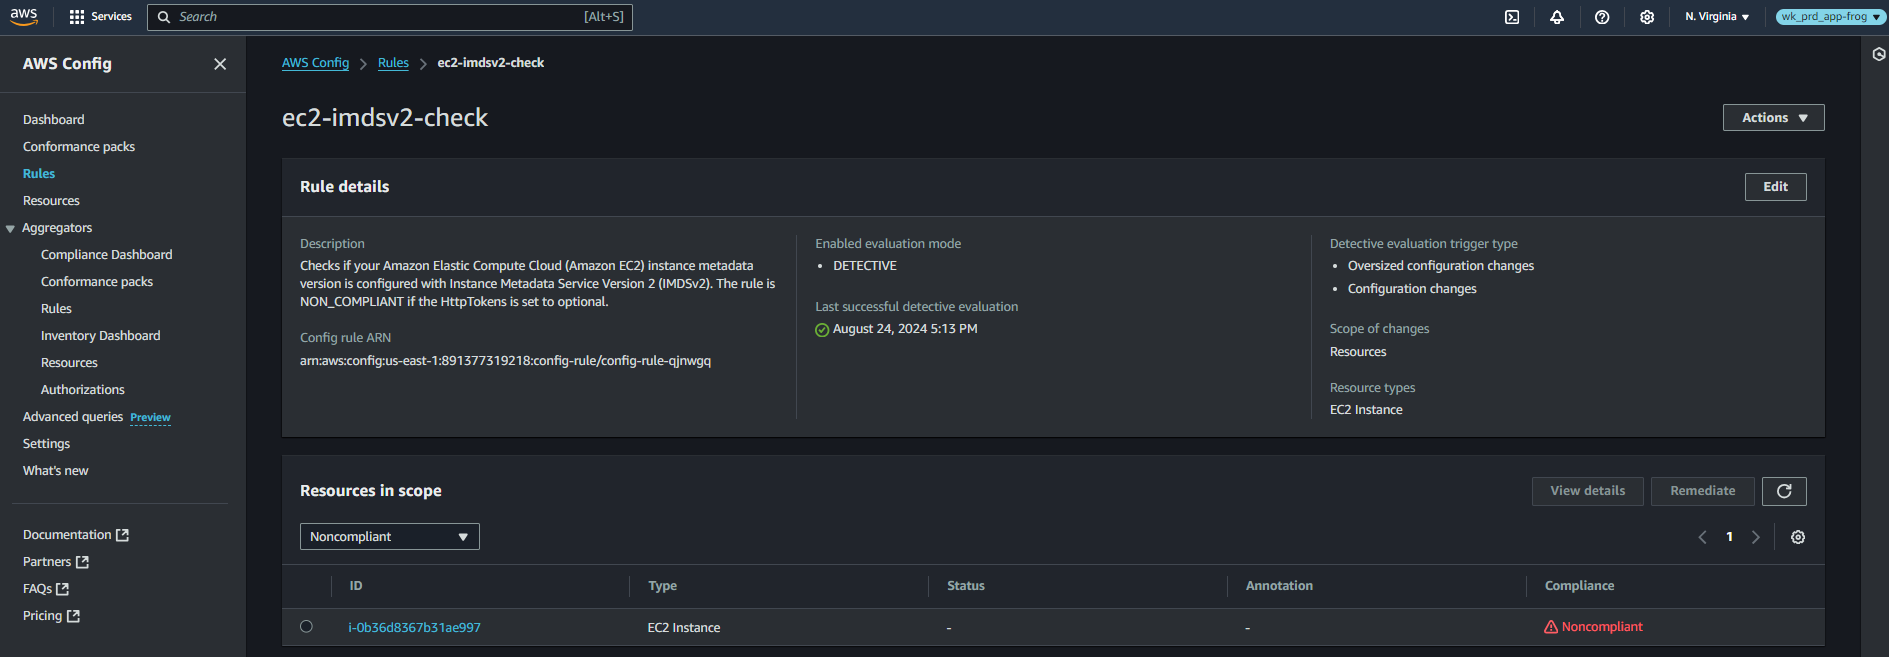 aws
Services
Search
[Alt+S]
N. Virginia
wk_prd_app-frog
AWS Config
Dashboard
Conformance packs
Rules
Resources
Aggregators
Compliance Dashboard
Conformance packs
Rules
Inventory Dashboard
Resources
Authorizations
Advanced queries Preview
Settings
What's new
Documentation
Partners
FAQs
Pricing
AWS Config Rules ec2-imdsv2-check
ec2-imdsv2-check
Actions
Rule details
Edit
Description
Checks if your Amazon Elastic Compute Cloud (Amazon EC2) instance metadata
version is configured with Instance Metadata Service Version 2 (IMDSv2). The rule is
NON_COMPLIANT if the HttpTokens is set to optional.
Config rule ARN
arn:aws:config:us-east-1:891377319218:config-rule/config-rule-qjnwgq
Enabled evaluation mode
• DETECTIVE
Last successful detective evaluation
August 24, 2024 5:13 PM
Detective evaluation trigger type
• Oversized configuration changes
• Configuration changes
Scope of changes
Resources
Resource types
EC2 Instance
Resources in scope
View details
Remediate
Noncompliant
1
ID Type Status Annotation Compliance
i-0b36d8367b31ae997 EC2 Instance - - Noncompliant